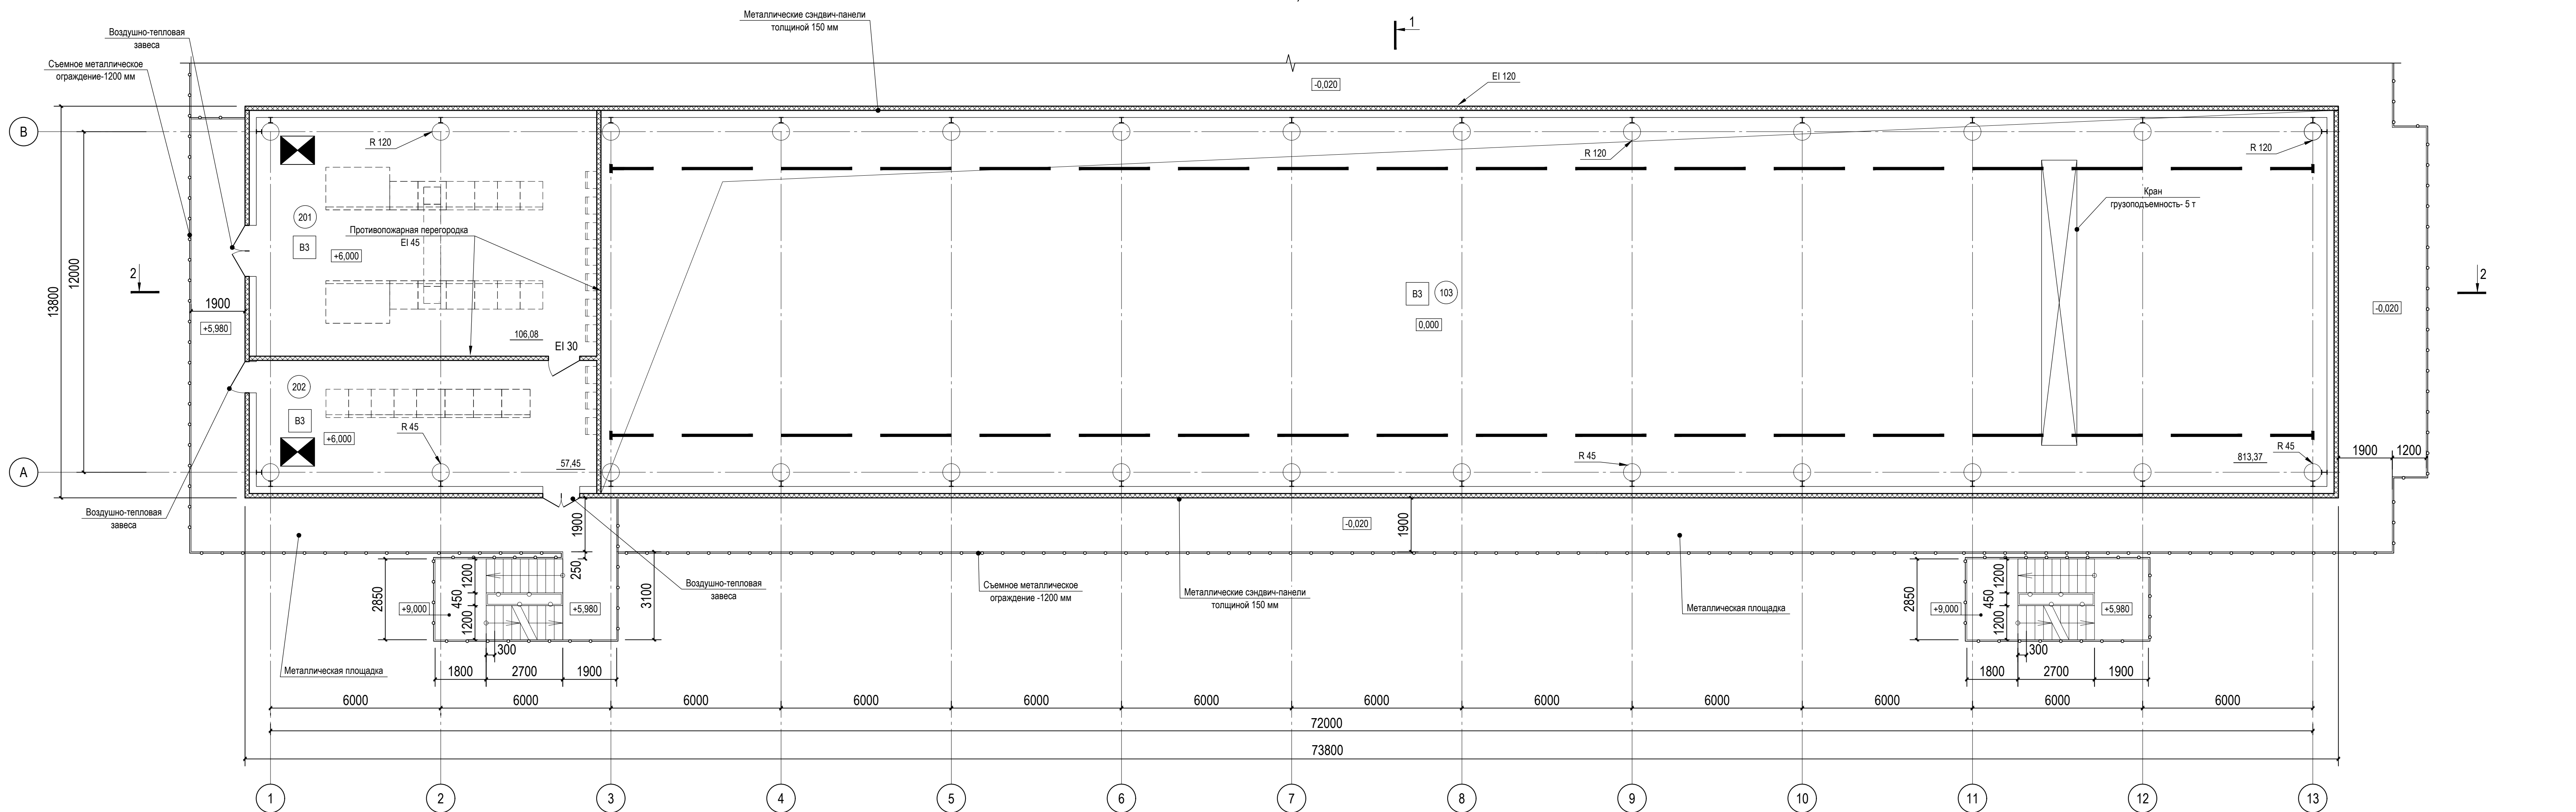 Металлические сэндвич-панели
толщиной 150 мм
1
Воздушно-тепловая
завеса
Съемное металлическое
ограждение-1200 мм
EI 120
-0,020
В
R 120
R 120
R 120
Кран
грузоподъемность- 5 т
201
В3
+6,000
Противопожарная перегородка
EI 45
2
2
12000
13800
1900
+5,980
В3
103
0,000
-0,020
106,08
EI 30
202
В3
+6,000
R 45
57,45
R 45
R 45
813,37
А
1900
1200
Воздушно-тепловая
завеса
1900
-0,020
1900
250
3100
2850
1200
450
1200
+9,000
+5,980
300
1800
2700
1900
Воздушно-тепловая
завеса
Съемное металлическое
ограждение -1200 мм
Металлические сэндвич-панели
толщиной 150 мм
Металлическая площадка
2850
1200
450
1200
+9,000
+5,980
300
1800
2700
1900
Металлическая площадка
6000
6000
6000
6000
6000
6000
6000
6000
6000
6000
6000
6000
72000
73800
1
2
3
4
5
6
7
8
9
10
11
12
13